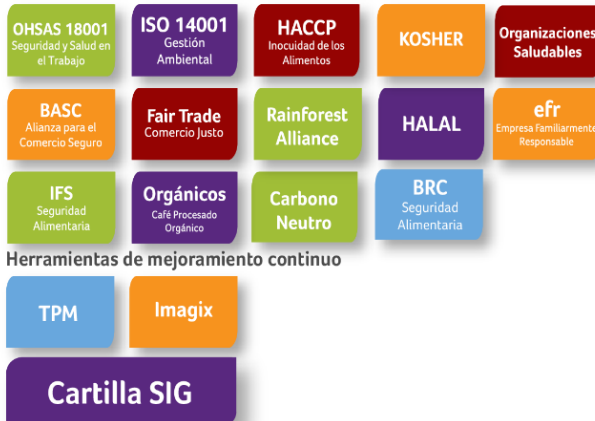 OHSAS 18001
Seguridad y Salud en
el Trabajo
ISO 14001
Gestión
Ambiental
HACCP
Inocuidad de los
Alimentos
KOSHER
Organizaciones
Saludables
BASC
Alianza para el
Comercio Seguro
Fair Trade
Comercio Justo
Rainforest
Alliance
HALAL
efr
Empresa Familiarmente
Responsable
IFS
Seguridad
Alimentaria
Orgánicos
Café Procesado
Orgánico
Carbono
Neutro
BRC
Seguridad
Alimentaria
Herramientas de mejoramiento continuo
TPM
Imagix
Cartilla SIG